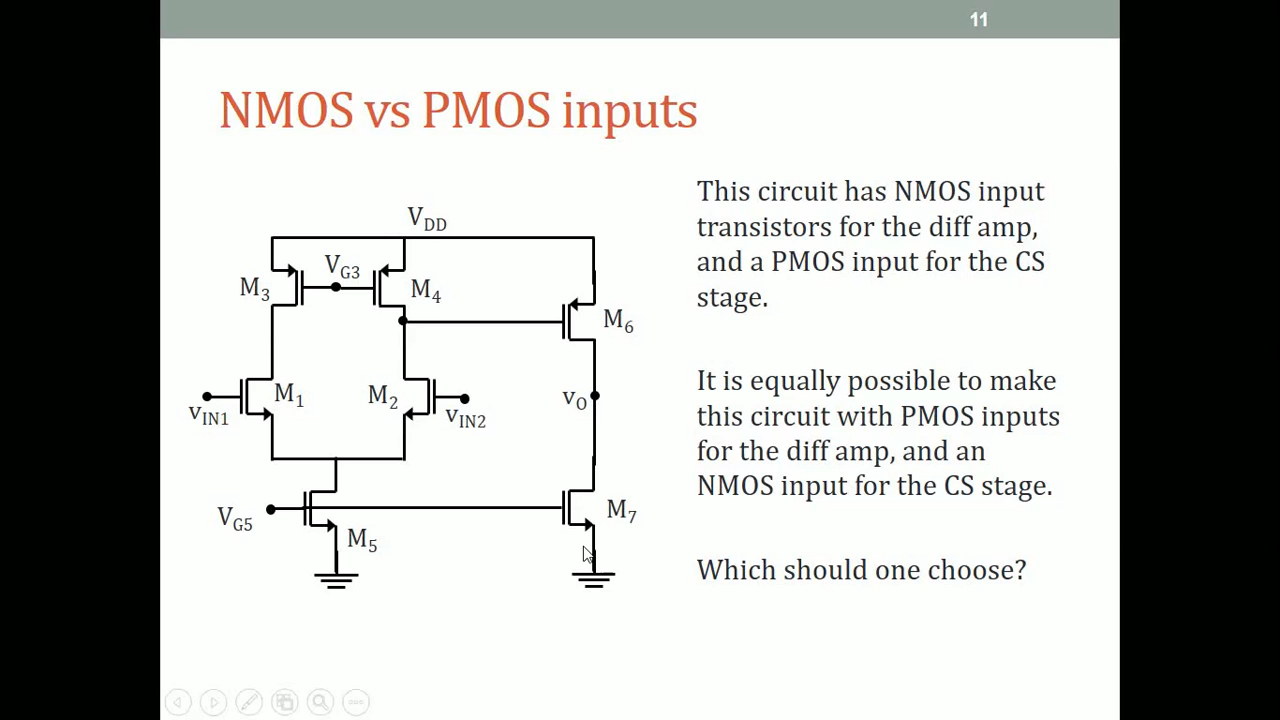 11
NMOS vs PMOS inputs
This circuit has NMOS input
transistors for the diff amp,
and a PMOS input for the CS
stage.
It is equally possible to make
this circuit with PMOS inputs
for the diff amp, and an
NMOS input for the CS stage.
Which should one choose?
VDD
VG3
M3
M4
M6
M1
M2
vIN1
vIN2
vO
VG5
M5
M7